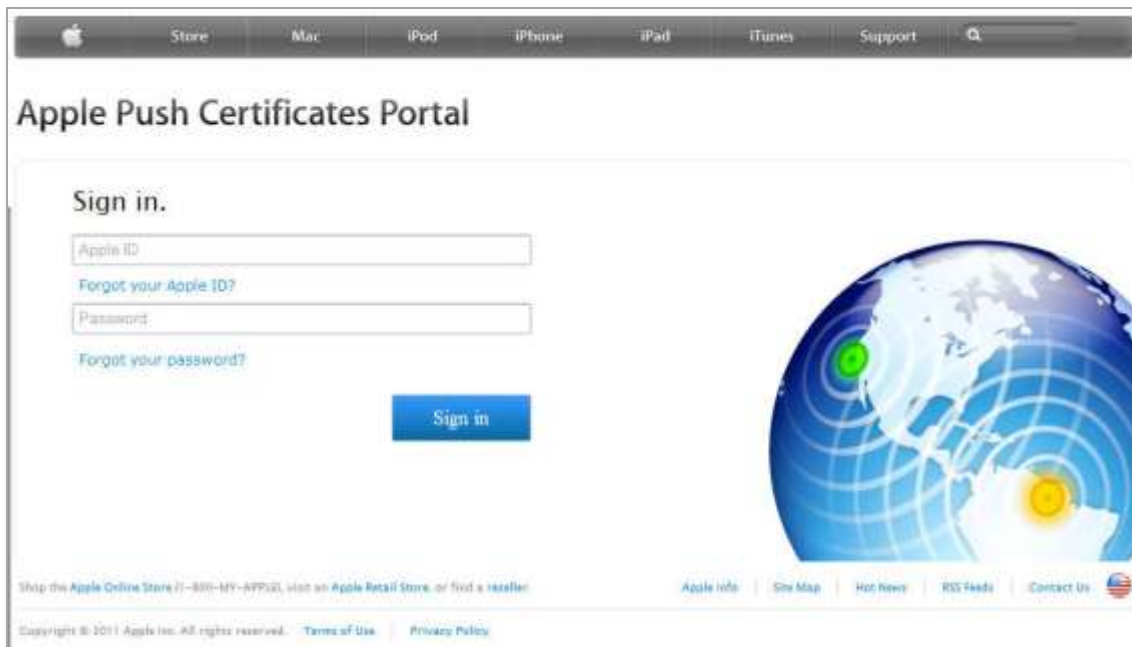 Store Mac iPod iPhone iPad iTunes Support
Apple Push Certificates Portal
Sign in.
Apple ID
Forgot your Apple ID?
Password
Forgot your password?
Sign in
Shop the Apple Online Store (1-800-MY-APPLE), visit an Apple Retail Store, or find a reseller.
Apple Info | Site Map | Hot News | RSS Feeds | Contact Us
Copyright © 2011 Apple Inc. All rights reserved. Terms of Use | Privacy Policy